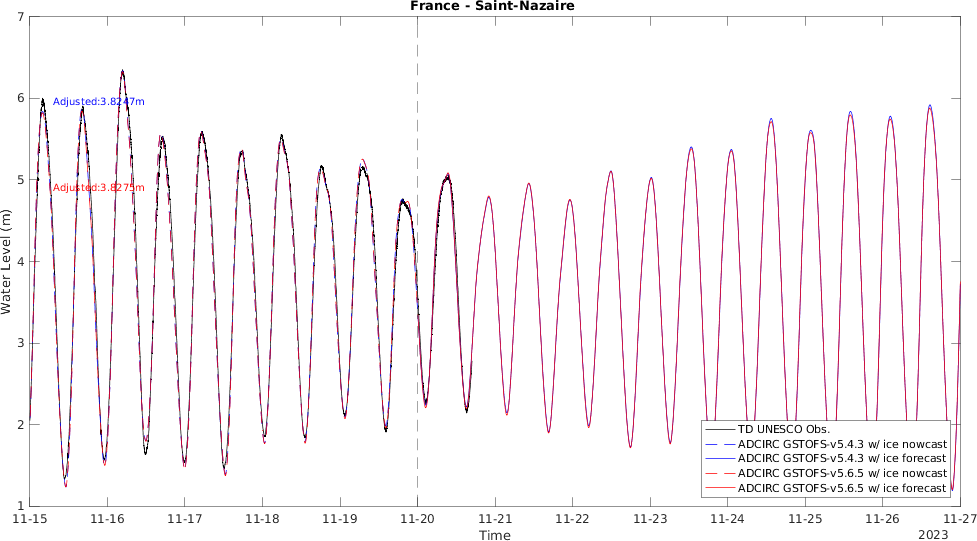 France - Saint-Nazaire
7
6
5
4
3
2
1
Water Level (m)
Adjusted:3.8247m
Adjusted:3.8275m
TD UNESCO Obs.
ADCIRC GSTOFS-v5.4.3 w/ ice nowcast
ADCIRC GSTOFS-v5.4.3 w/ ice forecast
ADCIRC GSTOFS-v5.6.5 w/ ice nowcast
ADCIRC GSTOFS-v5.6.5 w/ ice forecast
11-15 11-16 11-17 11-18 11-19 11-20 11-21 11-22 11-23 11-24 11-25 11-26 11-27
Time
2023